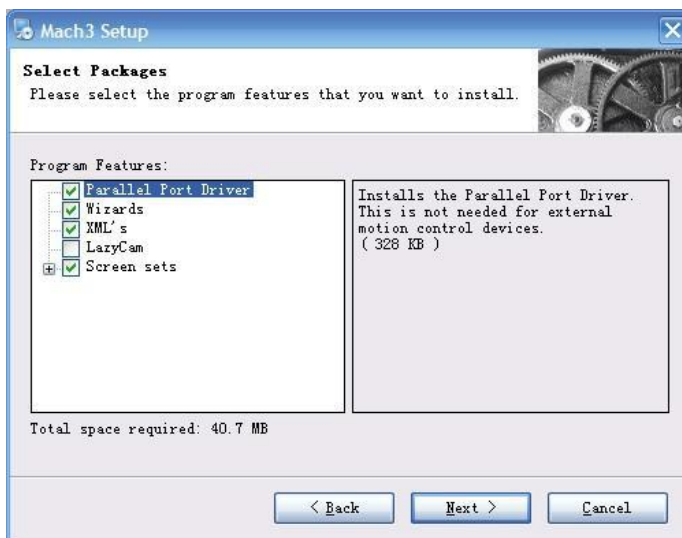 Mach3 Setup
Select Packages
Please select the program features that you want to install.
Program Features:
Parallel Port Driver
Wizards
XML's
LazyCam
Screen sets
Installs the Parallel Port Driver.
This is not needed for external
motion control devices.
( 328 KB )
Total space required: 40.7 MB
< Back
Next >
Cancel